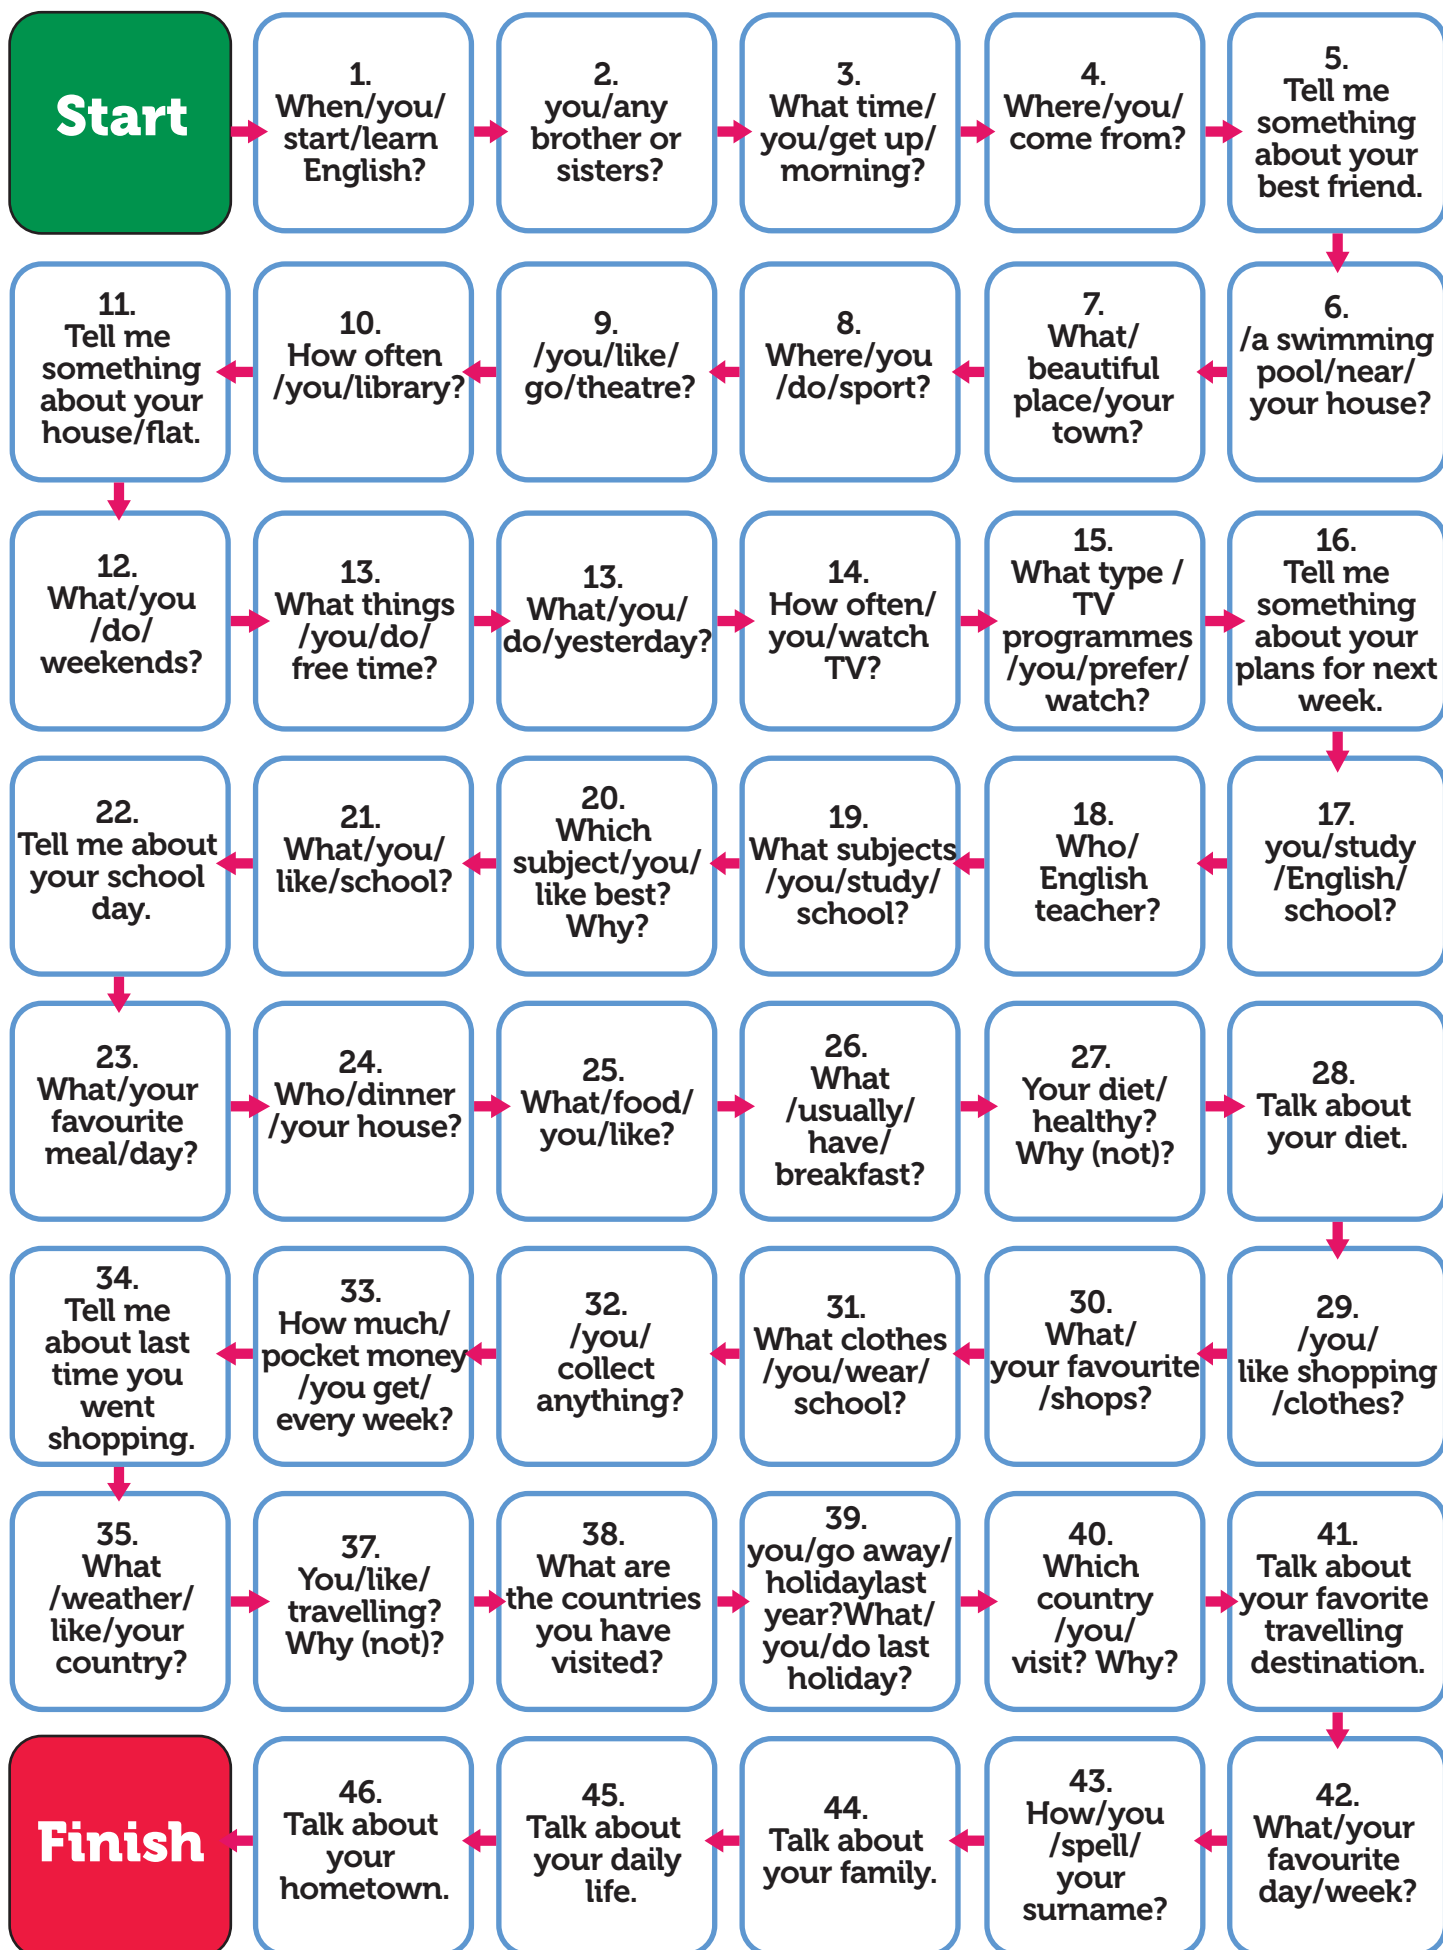 Start
1.
When/you/
start/learn
English?
2.
you/any
brother or
sisters?
3.
What time/
you/get up/
morning?
4.
Where/you/
come from?
5.
Tell me
something
about your
best friend.
6.
/a swimming
pool/near/
your house?
7.
What/
beautiful
place/your
town?
8.
Where/you
/do/sport?
9.
/you/like/
go/theatre?
10.
How often
/you/library?
11.
Tell me
something
about your
house/flat.
12.
What/you
/do/
weekends?
13.
What things
/you/do/
free time?
13.
What/you/
do/yesterday?
14.
How often/
you/watch
TV?
15.
What type /
TV
programmes
/you/prefer/
watch?
16.
Tell me
something
about your
plans for next
week.
17.
you/study
/English/
school?
18.
Who/
English
teacher?
19.
What subjects
/you/study/
school?
20.
Which
subject/you/
like best?
Why?
21.
What/you/
like/school?
22.
Tell me about
your school
day.
23.
What/your
favourite
meal/day?
24.
Who/dinner
/your house?
25.
What/food/
you/like?
26.
What
/usually/
have/
breakfast?
27.
Your diet/
healthy?
Why (not)?
28.
Talk about
your diet.
29.
/you/
like shopping
/clothes?
30.
What/
your favourite
/shops?
31.
What clothes
/you/wear/
school?
32.
/you/
collect
anything?
33.
How much/
pocket money
/you get/
every week?
34.
Tell me
about last
time you
went
shopping.
35.
What
/weather/
like/your
country?
37.
You/like/
travelling?
Why (not)?
38.
What are
the countries
you have
visited?
39.
you/go away/
holidaylast
year?What/
you/do last
holiday?
40.
Which
country
/you/
visit? Why?
41.
Talk about
your favorite
travelling
destination.
42.
What/your
favourite
day/week?
43.
How/you
/spell/
your
surname?
44.
Talk about
your family.
45.
Talk about
your daily
life.
46.
Talk about
your
hometown.
Finish